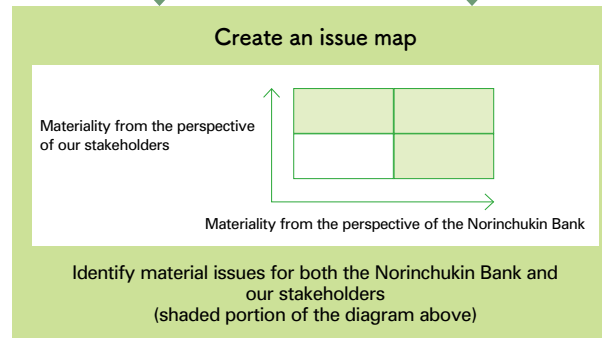 Create an issue map
Materiality from the perspective
of our stakeholders
Materiality from the perspective of the Norinchukin Bank
Identify material issues for both the Norinchukin Bank and
our stakeholders
(shaded portion of the diagram above)